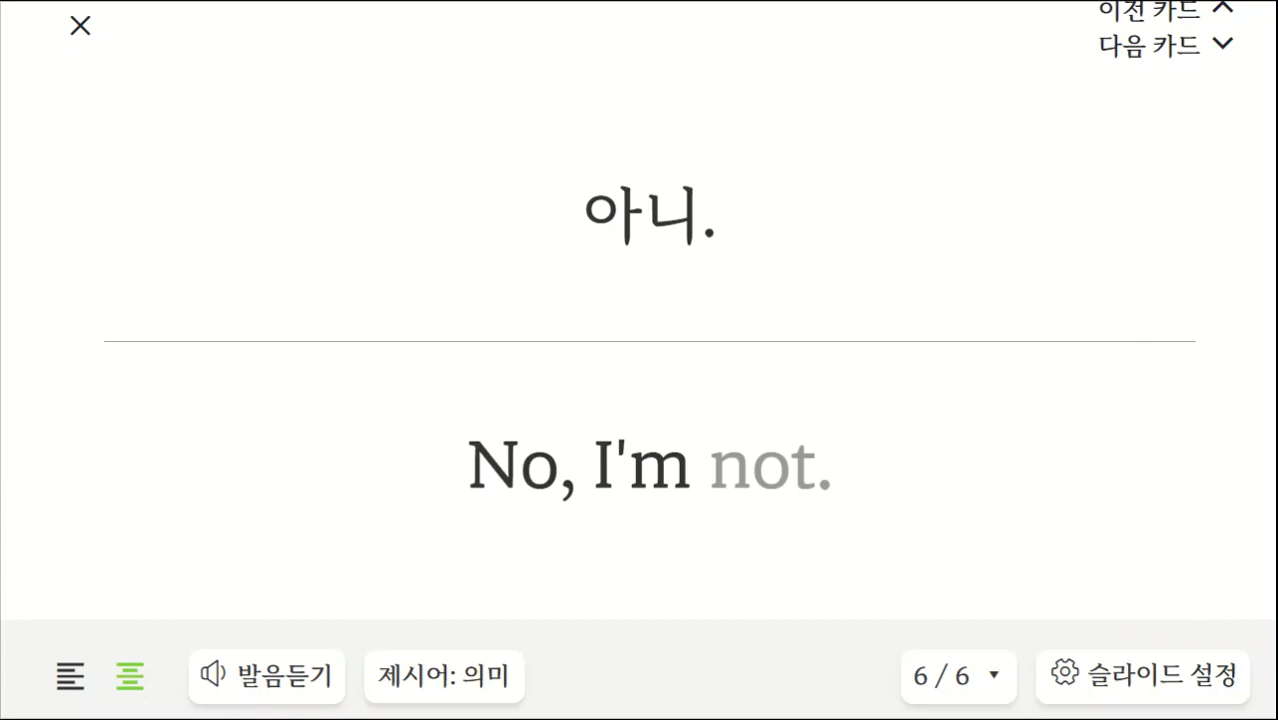 이전 카드
다음 카드
아니.
No, I'm not.
발음듣기
제시어: 의미
6 / 6
슬라이드 설정